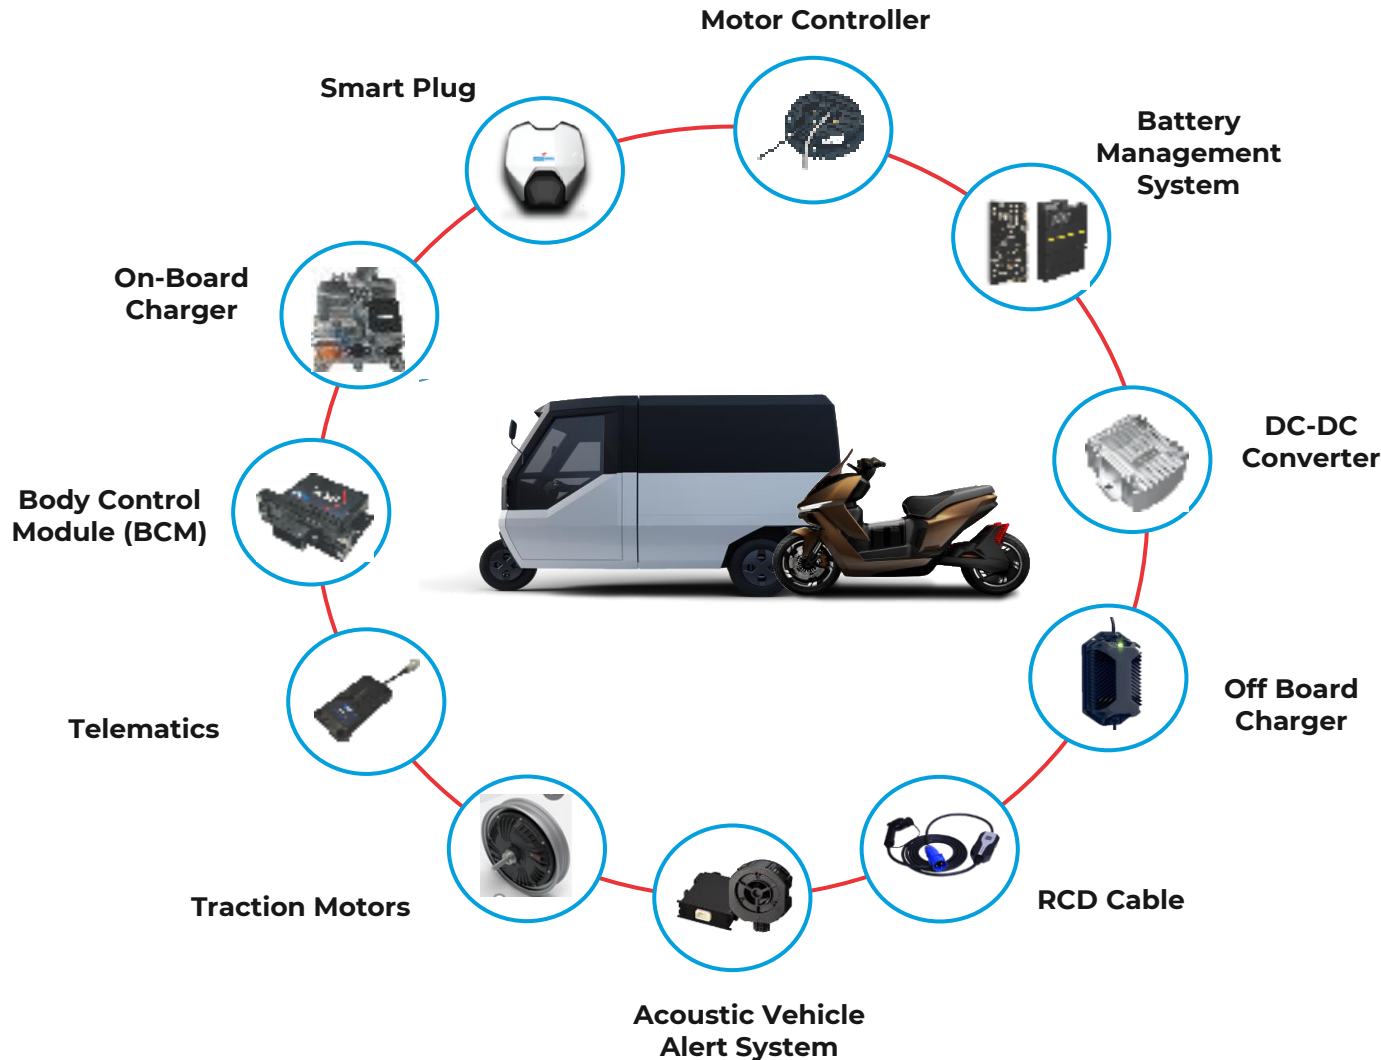 Motor Controller
Smart Plug
Battery
Management
System
On-Board
Charger
DC-DC
Converter
Body Control
Module (BCM)
Off Board
Charger
Telematics
Traction Motors
RCD Cable
Acoustic Vehicle
Alert System